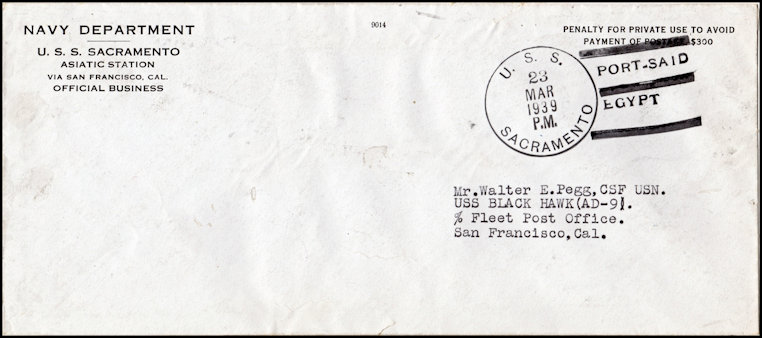 NAVY DEPARTMENT
U. S. S. SACRAMENTO
ASIATIC STATION
VIA SAN FRANCISCO, CAL.
OFFICIAL BUSINESS
9014
PENALTY FOR PRIVATE USE TO AVOID
PAYMENT OF POSTAGE, $300
U. S. S.
23
MAR
1939
P.M.
SACRAMENTO
PORT-SAID
EGYPT
Mr.Walter E.Pegg,CSF USN.
USS BLACK HAWK(AD-9).
% Fleet Post Office.
San Francisco,Cal.